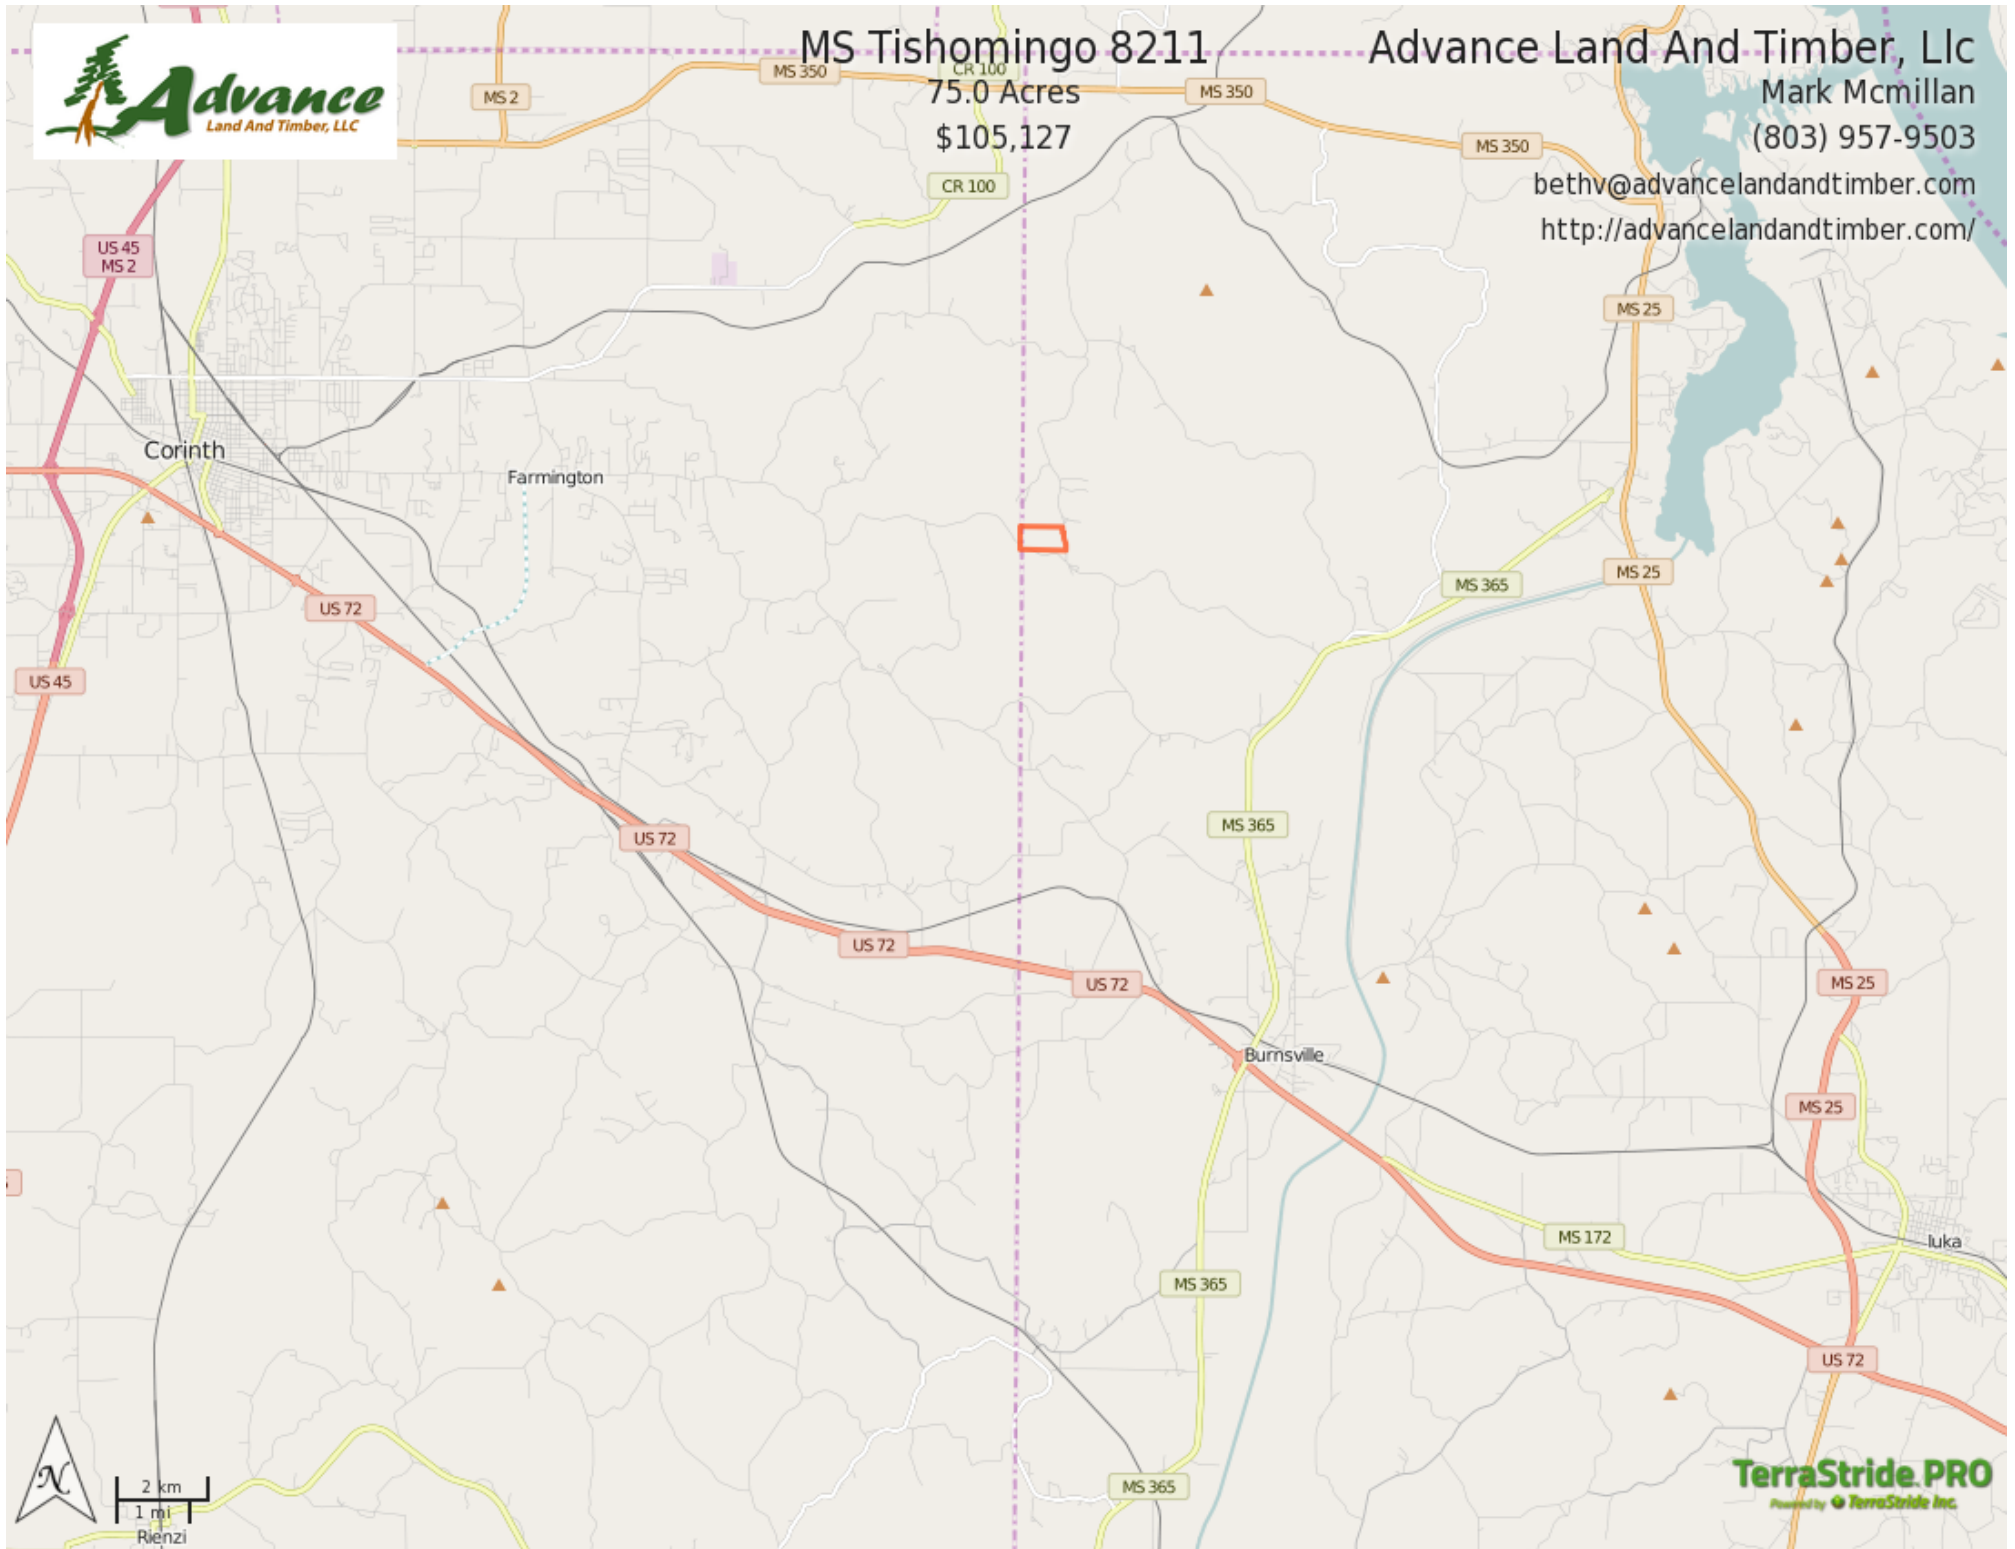 Advance
Land And Timber, LLC
MS Tishomingo 8211
75.0 Acres
$105,127
Advance Land And Timber, Llc
Mark Mcmillan
(803) 957-9503
bethv@advancelandandtimber.com
http://advancelandandtimber.com/
MS 2
MS 350
CR 100
MS 350
MS 350
CR 100
US 45
MS 2
MS 25
Corinth
Farmington
MS 25
MS 365
US 72
US 45
MS 365
US 72
US 72
US 72
MS 25
Burnsville
MS 25
MS 172
Iuka
MS 365
US 72
MS 365
N
2 km
1 mi
Rienzi
TerraStride PRO
Powered by TerraStride Inc.